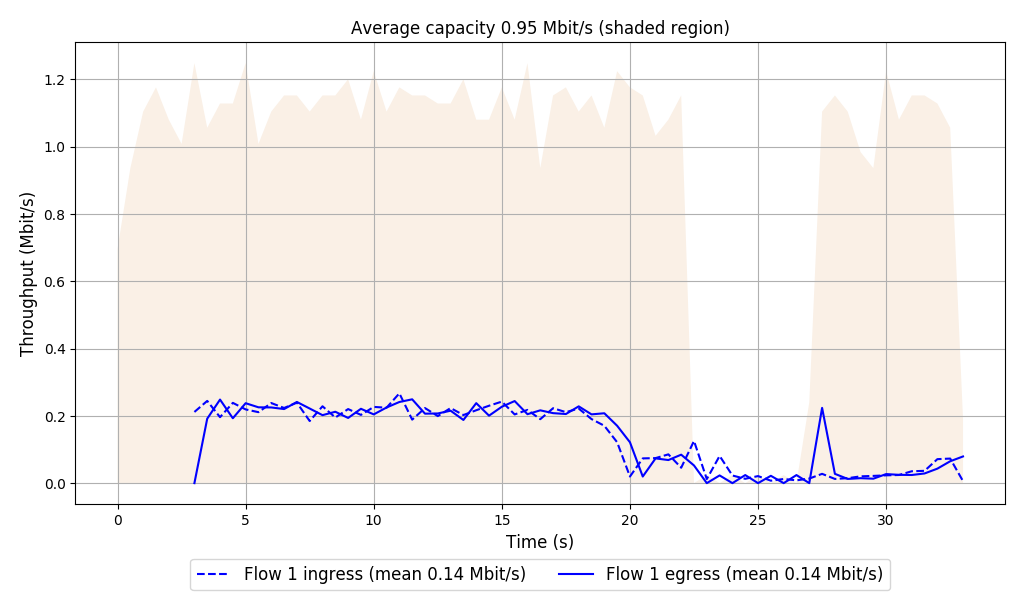 Average capacity 0.95 Mbit/s (shaded region)
Throughput (Mbit/s)
1.2
1.0
0.8
0.6
0.4
0.2
0.0
0 5 10 15 20 25 30
Time (s)
Flow 1 ingress (mean 0.14 Mbit/s) Flow 1 egress (mean 0.14 Mbit/s)